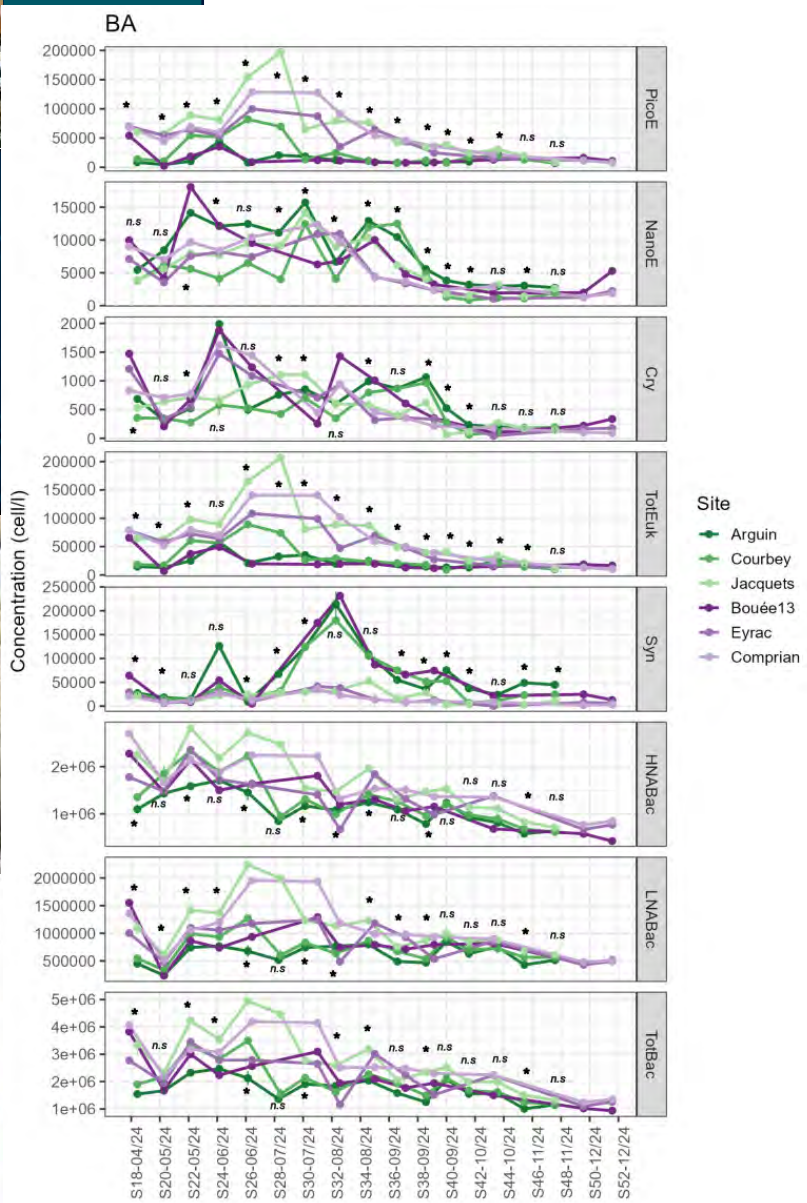 BA
200000
150000
100000
50000
0
* * * * * * * * * * * * * n.s n.s
PicoE
15000
10000
5000
0
n.s n.s * * n.s * * * * * * * * n.s * n.s
NanoE
2000
1500
1000
500
0
* n.s * n.s n.s * * n.s * n.s * * * n.s n.s n.s
Cry
200000
150000
100000
50000
0
* * * n.s * * * * * * * * * * * n.s
TotEuk
250000
200000
150000
100000
50000
0
* * n.s n.s * * * n.s n.s * * * * n.s * *
Syn
2e+06
1e+06
* n.s * n.s * n.s * * * n.s * n.s n.s n.s * n.s
HNABac
2000000
1500000
1000000
500000
* * * * * n.s * * * * * n.s n.s n.s * n.s
LNABac
5e+06
4e+06
3e+06
2e+06
1e+06
* n.s * * * n.s * * * n.s * n.s n.s n.s * n.s
TotBac
Concentration (cell/l)
S18-04/24
S20-05/24
S22-05/24
S24-06/24
S26-06/24
S28-07/24
S30-07/24
S32-08/24
S34-08/24
S36-09/24
S38-09/24
S40-09/24
S42-10/24
S44-10/24
S46-11/24
S48-11/24
S50-12/24
S52-12/24
Site
Arguin
Courbey
Jacquets
Bouée13
Eyrac
Comprian